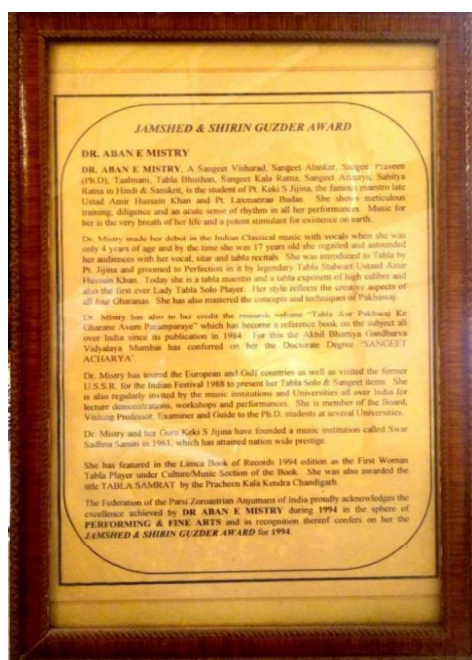 JAMSHED & SHIRIN GUZDER AWARD
DR. ABAN E MISTRY
DR. ABAN E MISTRY, A Sangeet Visharad, Sangeet Alankar, Sangeet Praveen
(Ph.D), Taalmani, Tabla Bhushan, Sangeet Kala Ratna, Sangeet Acharya, Sahitya
Ratna in Hindi & Sanskrit, is the student of Pt. Keki S Jijina, the famous maestro late
Ustad Amir Hussain Khan and Pt. Laxmanrao Budas. She shows meticulous
training, diligence and an acute sense of rhythm in all her performances. Music for
her is the very breath of her life and a potent stimulant for existence on earth.
Dr. Mistry made her debut in the Indian Classical music with vocals when she was
only 4 years of age and by the time she was 17 years old she regaled and astounded
her audiences with her vocal, sitar and tabla recitals. She was introduced to Tabla by
Pt. Jijina and groomed to Perfection in it by legendary Tabla Stalwart Ustaad Amir
Hussain Khan. Today she is a tabla maestro and a tabla exponent of high calibre and
also the first ever Lady Tabla Solo Player. Her style reflects the creative aspects of
all four Gharanas. She has also mastered the concepts and techniques of Pakhawaj.
Dr. Mistry has also to her credit the research volume "Tabla Aur Pakhwaj Ke
Gharane Avem Paramparaye" which has become a reference book on the subject all
over India since its publication in 1984. For this the Akhil Bhartiya Gandharva
Vidyalaya Mumbai has conferred on her the Doctorate Degree 'SANGEET
ACHARYA'.
Dr. Mistry has toured the European and Gulf countries as well as visited the former
U.S.S.R. for the Indian Festival 1988 to present her Tabla Solo & Sangeet items. She
is also regularly invited by the music institutions and Universities all over India for
lecture demonstrations, workshops and performances. She is member of the Board,
Visiting Professor, Examiner and Guide to the Ph.D. students at several Universities.
Dr. Mistry and her Guru Keki S Jijina have founded a music institution called Swar
Sadhna Samiti in 1961, which has attained nation wide prestige.
She has featured in the Limca Book of Records 1994 edition as the First Woman
Tabla Player under Culture/Music Section of the Book. She was also awarded the
title TABLA SAMRAT by the Pracheen Kala Kendra Chandigarh.
The Federation of the Parsi Zoroastrian Anjumans of India proudly acknowledges the
excellence achieved by DR ABAN E MISTRY during 1994 in the sphere of
PERFORMING & FINE ARTS and in recognition thereof confers on her the
JAMSHED & SHIRIN GUZDER AWARD for 1994.